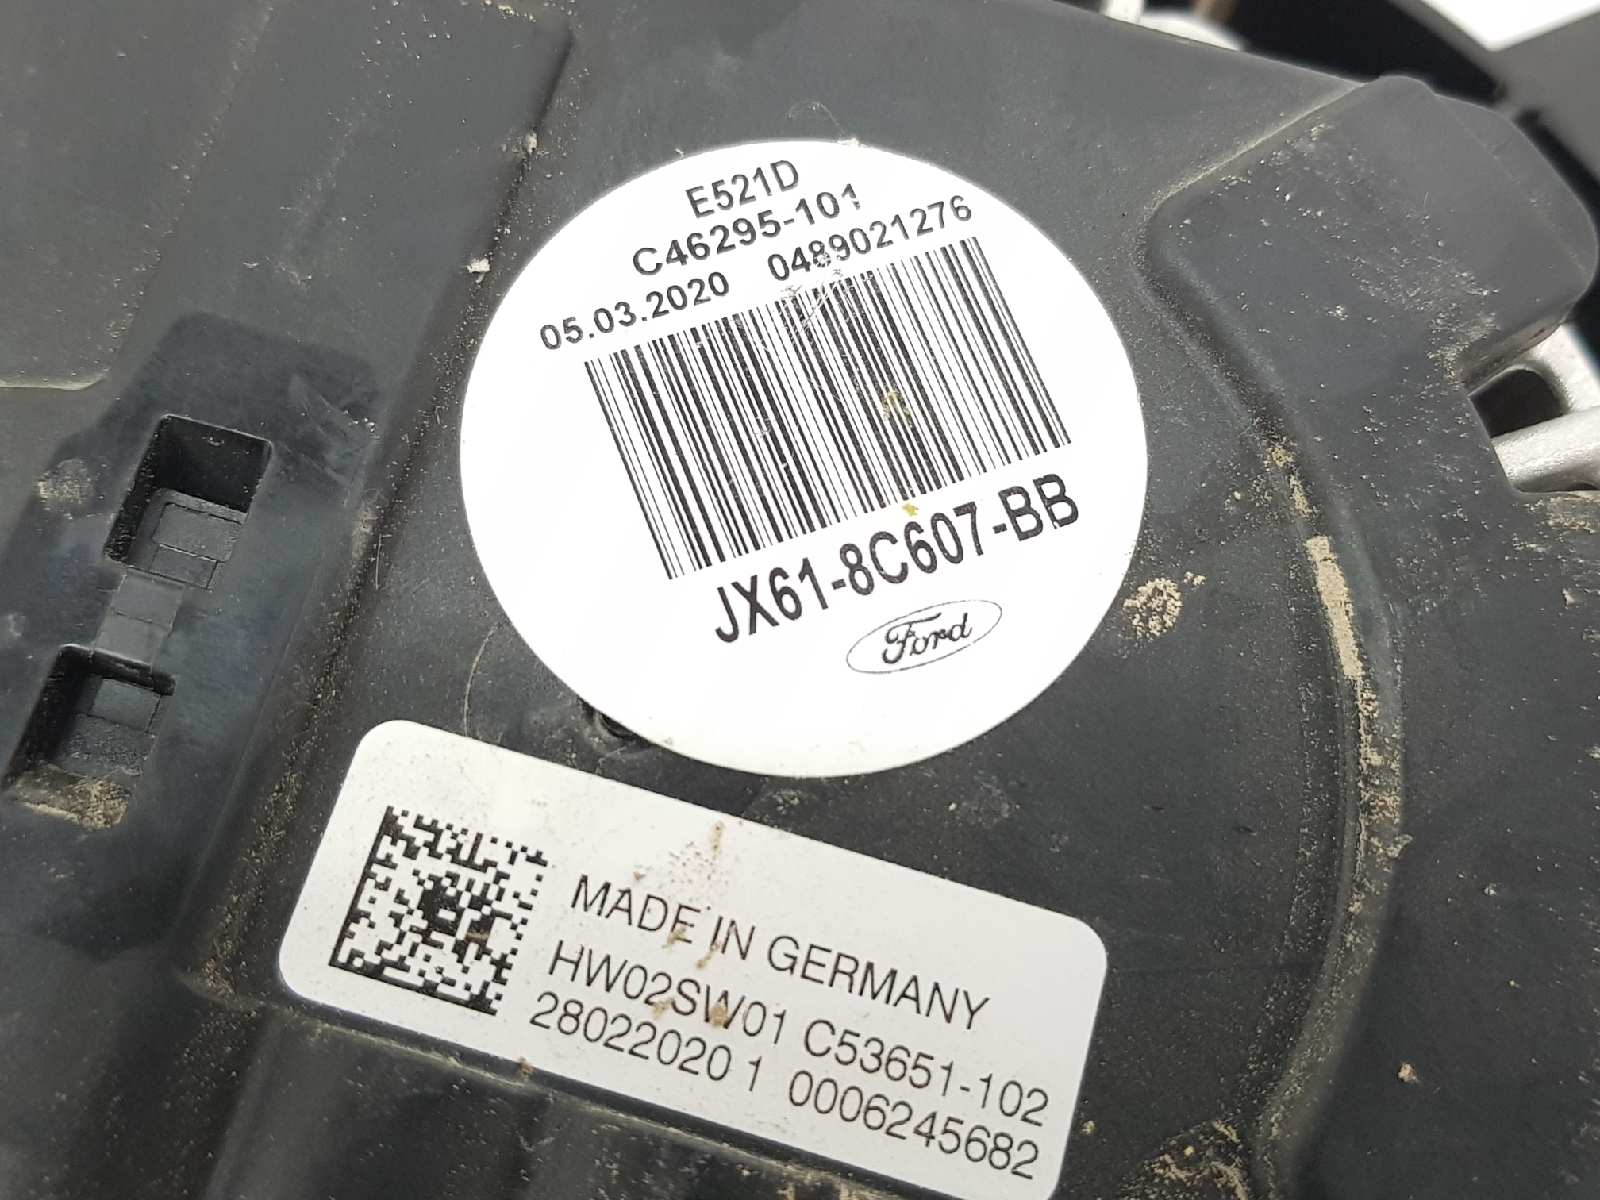 E521D
C46295-101
05.03.2020 0489021276
JX61-8C607-BB
Ford
MADE IN GERMANY
HW02SW01 C53651-102
28022020 1 0006245682